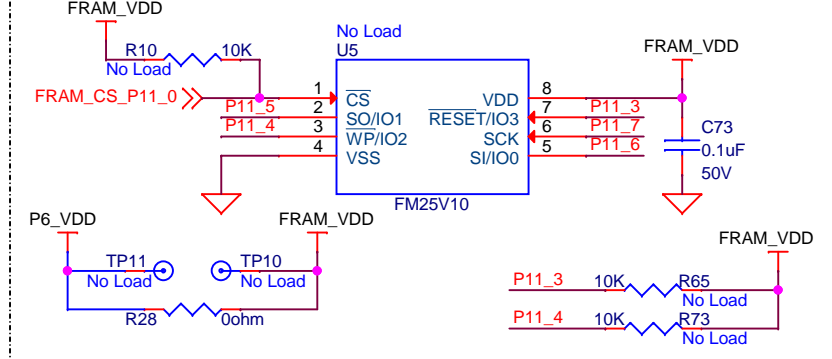 FRAM_VDD
No Load
R10 10K
U5
No Load
FRAM_VDD
FRAM_CS_P11_0
1 CS VDD 8
P11_5 2 SO/IO1 RESET/IO3 7 P11_3
P11_4 3 WP/IO2 SCK 6 P11_7
4 VSS SI/IO0 5 P11_6
C73
0.1uF
50V
FM25V10
P6_VDD FRAM_VDD
TP11 TP10
No Load No Load
R28 0ohm
FRAM_VDD
P11_3 10K R65
No Load
P11_4 10K R73
No Load